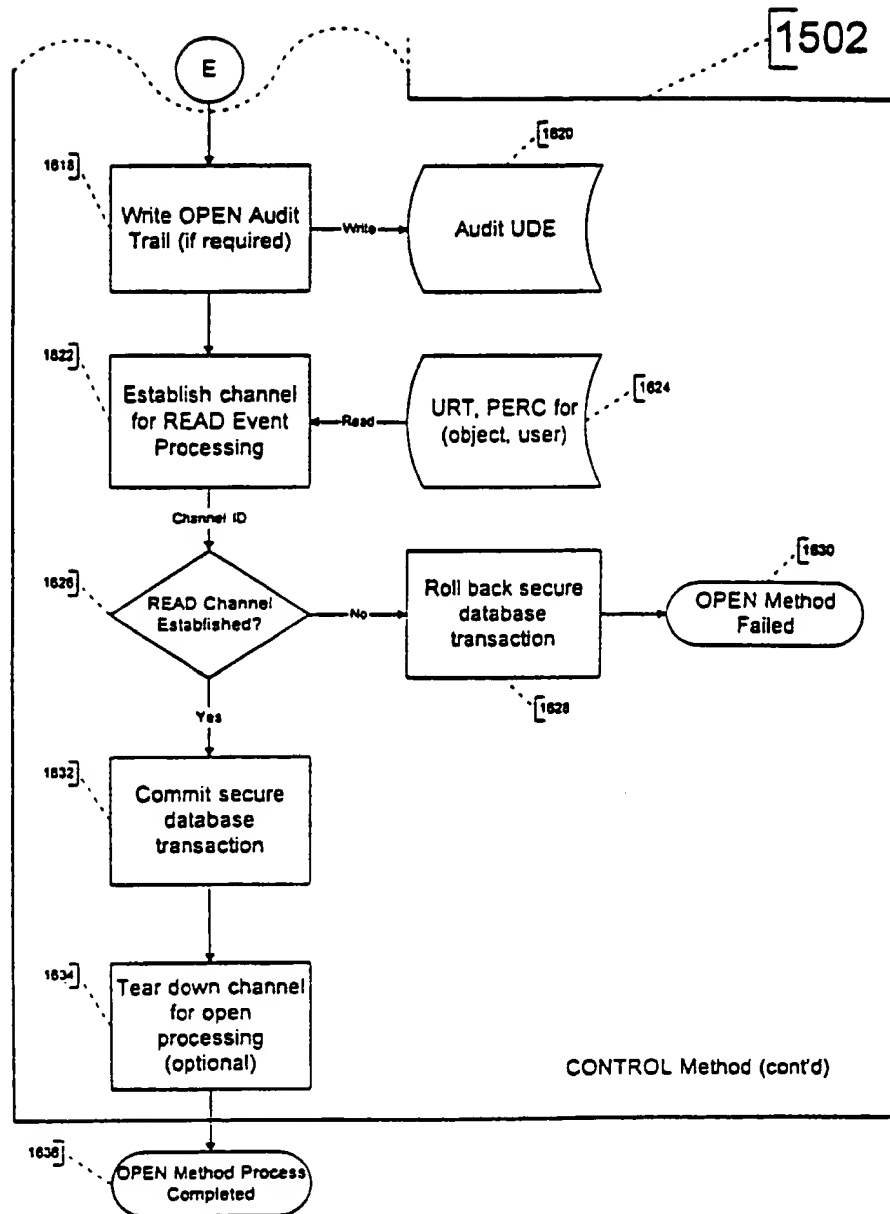 1502
E
1618
Write OPEN Audit
Trail (if required)
Write
1620
Audit UDE
1622
Establish channel
for READ Event
Processing
Read
1624
URT, PERC for
(object, user)
Channel ID
1626
READ Channel
Established?
No
Roll back secure
database
transaction
1628
1630
OPEN Method
Failed
Yes
1632
Commit secure
database
transaction
1634
Tear down channel
for open
processing
(optional)
CONTROL Method (cont'd)
1636
OPEN Method Process
Completed